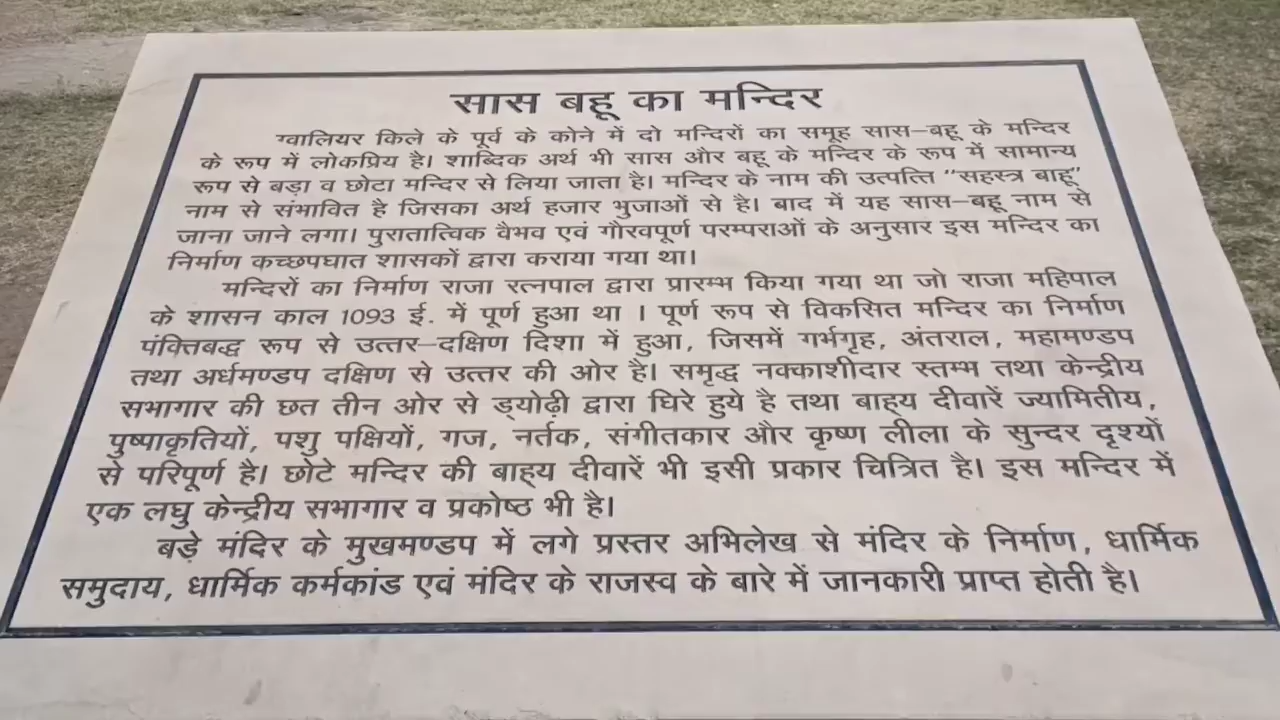 सास बहू का मन्दिर
ग्वालियर किले के पूर्व के कोने में दो मन्दिरों का समूह सास–बहू के मन्दिर
के रूप में लोकप्रिय है। शाब्दिक अर्थ भी सास और बहू के मन्दिर के रूप में सामान्य
रूप से बड़ा व छोटा मन्दिर से लिया जाता है। मन्दिर के नाम की उत्पत्ति "सहस्त्र बाहू"
नाम से संभावित है जिसका अर्थ हजार भुजाओं से है। बाद में यह सास–बहू नाम से
जाना जाने लगा। पुरातात्विक वैभव एवं गौरवपूर्ण परम्पराओं के अनुसार इस मन्दिर का
निर्माण कच्छपघात शासकों द्वारा कराया गया था।
मन्दिरों का निर्माण राजा रत्नपाल द्वारा प्रारम्भ किया गया था जो राजा महिपाल
के शासन काल 1093 ई. में पूर्ण हुआ था । पूर्ण रूप से विकसित मन्दिर का निर्माण
पंक्तिबद्ध रूप से उत्तर–दक्षिण दिशा में हुआ, जिसमें गर्भगृह, अंतराल, महामण्डप
तथा अर्धमण्डप दक्षिण से उत्तर की ओर है। समृद्ध नक्काशीदार स्तम्भ तथा केन्द्रीय
सभागार की छत तीन ओर से ड्योढ़ी द्वारा घिरे हुये है तथा बाह्य दीवारें ज्यामितीय,
पुष्पाकृतियों, पशु पक्षियों, गज, नर्तक, संगीतकार और कृष्ण लीला के सुन्दर दृश्यों
से परिपूर्ण है। छोटे मन्दिर की बाह्य दीवारें भी इसी प्रकार चित्रित है। इस मन्दिर में
एक लघु केन्द्रीय सभागार व प्रकोष्ठ भी है।
बड़े मंदिर के मुखमण्डप में लगे प्रस्तर अभिलेख से मंदिर के निर्माण, धार्मिक
समुदाय, धार्मिक कर्मकांड एवं मंदिर के राजस्व के बारे में जानकारी प्राप्त होती है।